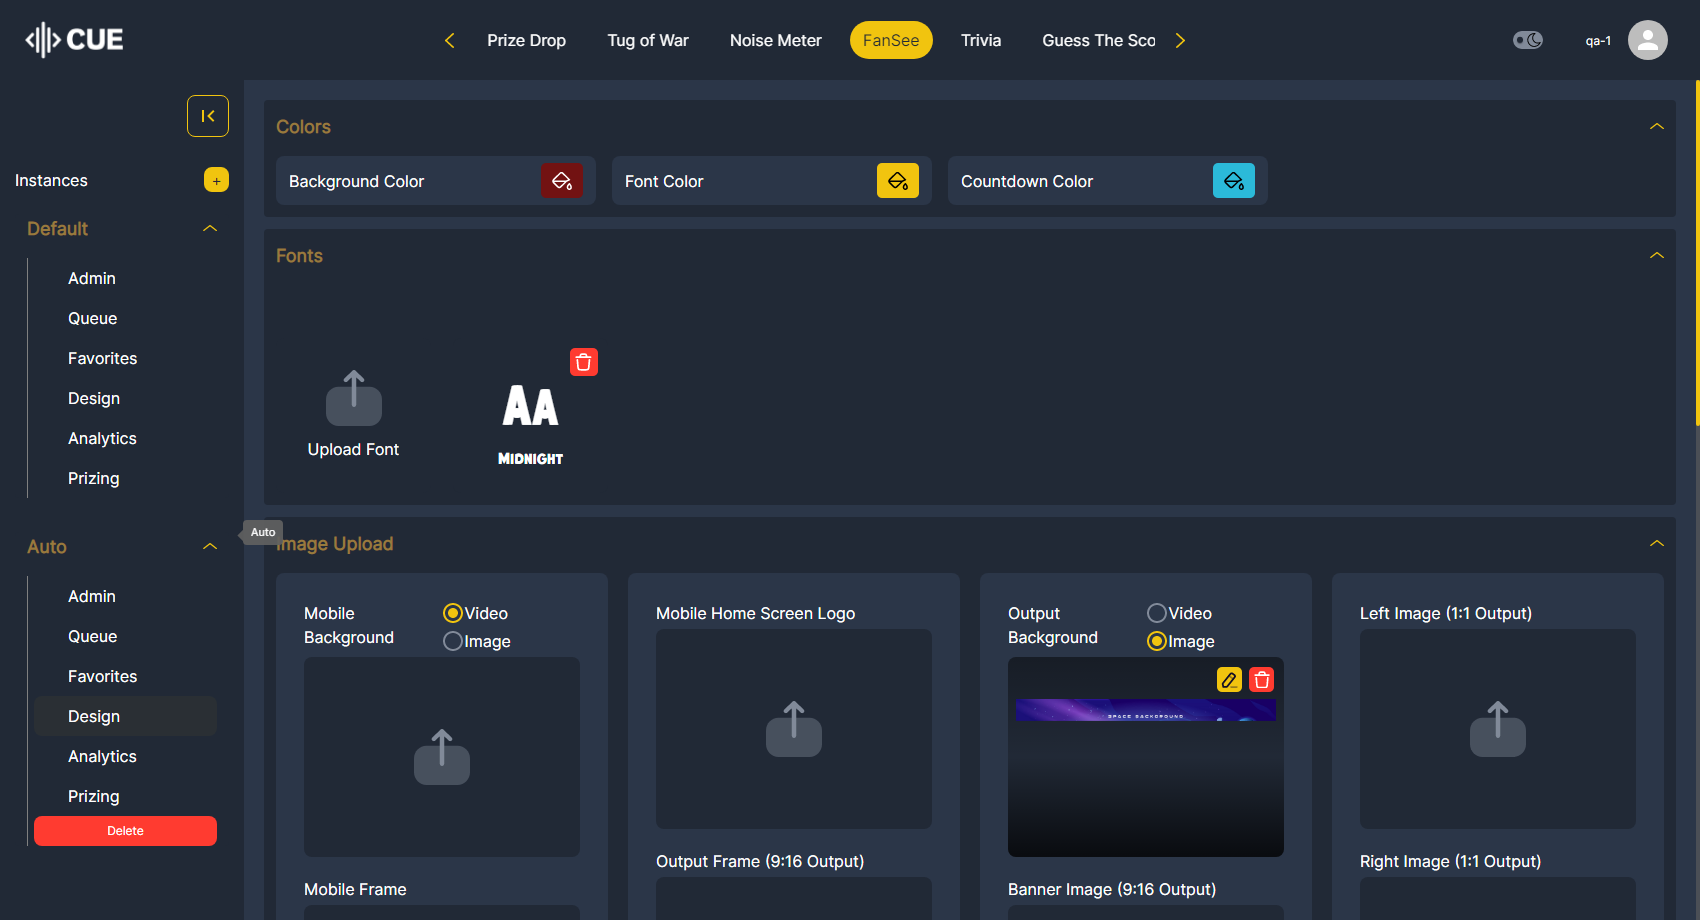 CUE
Prize Drop
Tug of War
Noise Meter
FanSee
Trivia
Guess The Sco
qa-1
Instances
+
Default
Admin
Queue
Favorites
Design
Analytics
Prizing
Auto
Admin
Queue
Favorites
Design
Analytics
Prizing
Delete
Auto
Colors
Background Color
Font Color
Countdown Color
Fonts
Upload Font
AA
MIDNIGHT
Image Upload
Mobile
Background
Video
Image
Mobile Home Screen Logo
Output
Background
Video
Image
SPACE BACKGROUND
Left Image (1:1 Output)
Mobile Frame
Output Frame (9:16 Output)
Banner Image (9:16 Output)
Right Image (1:1 Output)